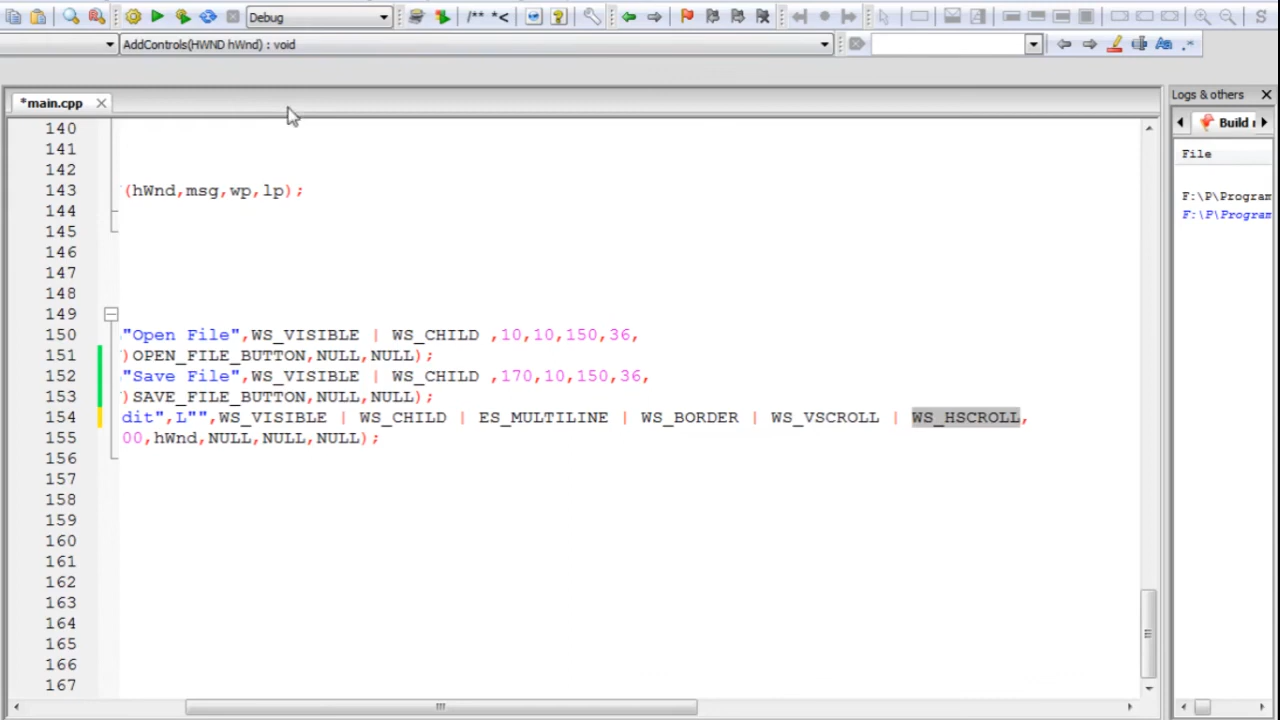 Debug /** *<
AddControls(HWND hWnd) : void
*main.cpp
Logs & others
Build
File
F:\P\Program
F:\P\Program
140
141
142
143 (hWnd,msg,wp,lp);
144
145
146
147
148
149
150 "Open File",WS_VISIBLE | WS_CHILD ,10,10,150,36,
151 )OPEN_FILE_BUTTON,NULL,NULL);
152 "Save File",WS_VISIBLE | WS_CHILD ,170,10,150,36,
153 )SAVE_FILE_BUTTON,NULL,NULL);
154 dit",L"",WS_VISIBLE | WS_CHILD | ES_MULTILINE | WS_BORDER | WS_VSCROLL | WS_HSCROLL,
155 00,hWnd,NULL,NULL,NULL);
156
157
158
159
160
161
162
163
164
165
166
167